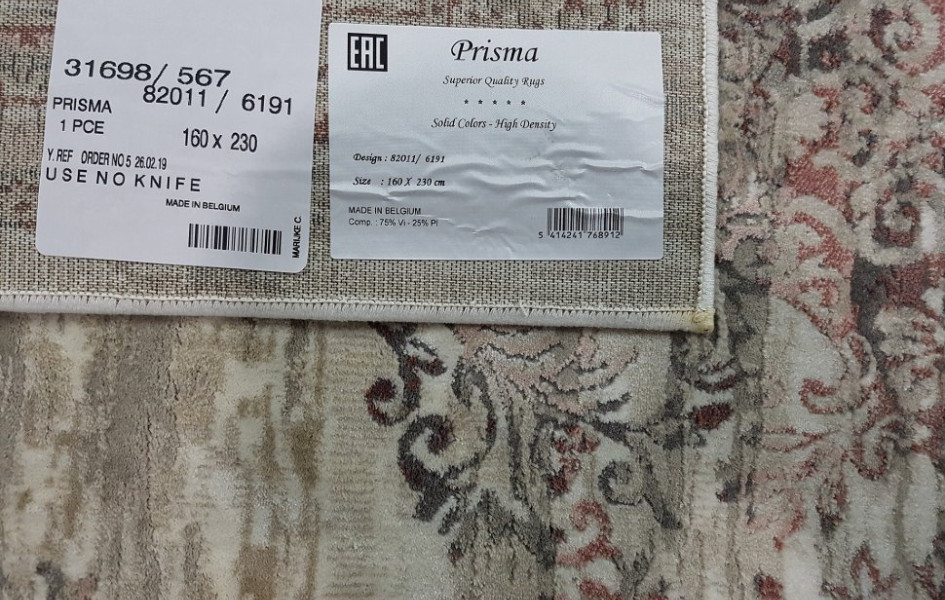 31698/ 567
82011 / 6191
PRISMA
1 PCE
160 x 230
Y. REF ORDER NO 5 26.02.19
USE NO KNIFE
MADE IN BELGIUM
MARIJKE C.
EAC
Prisma
Superior Quality Rugs
* * * * *
Solid Colors - High Density
Design : 82011/ 6191
Size : 160 X 230 cm
MADE IN BELGIUM
Comp. : 75% Vi - 25% Pl
5 414241 768912